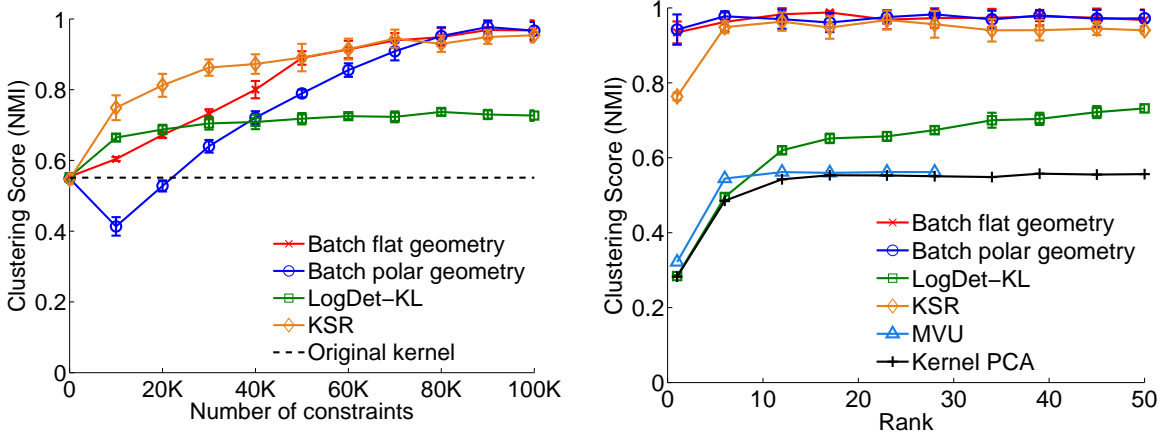 1
0.8
0.6
0.4
0.2
0
Clustering Score (NMI)
Batch flat geometry
Batch polar geometry
LogDet−KL
KSR
Original kernel
0
20K
40K
60K
80K
100K
Number of constraints
1
0.8
0.6
0.4
0.2
0
Clustering Score (NMI)
Batch flat geometry
Batch polar geometry
LogDet−KL
KSR
MVU
Kernel PCA
0
10
20
30
40
50
Rank